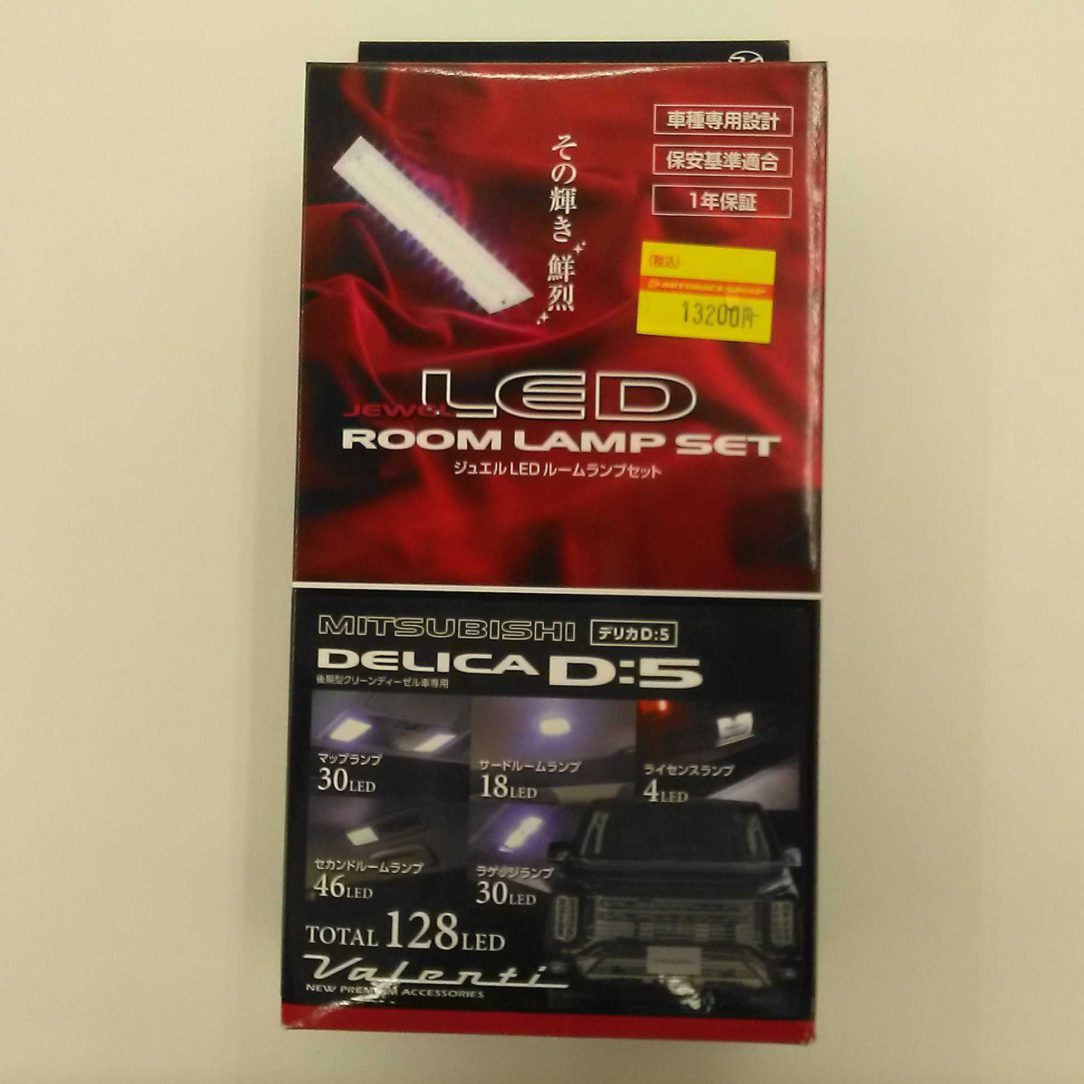 車種専用設計
保安基準適合
1年保証
その輝き
鮮烈
(税込)
AUTOBACS GROUP
13200円
JEWEL LED
ROOM LAMP SET
ジュエル LED ルームランプセット
MITSUBISHI デリカD:5
DELICA D:5
後期型クリーンディーゼル車専用
マップランプ
30LED
サードルームランプ
18LED
ライセンスランプ
4LED
セカンドルームランプ
46LED
ラゲッジランプ
30LED
TOTAL 128LED
Valenti
NEW PREMIUM ACCESSORIES